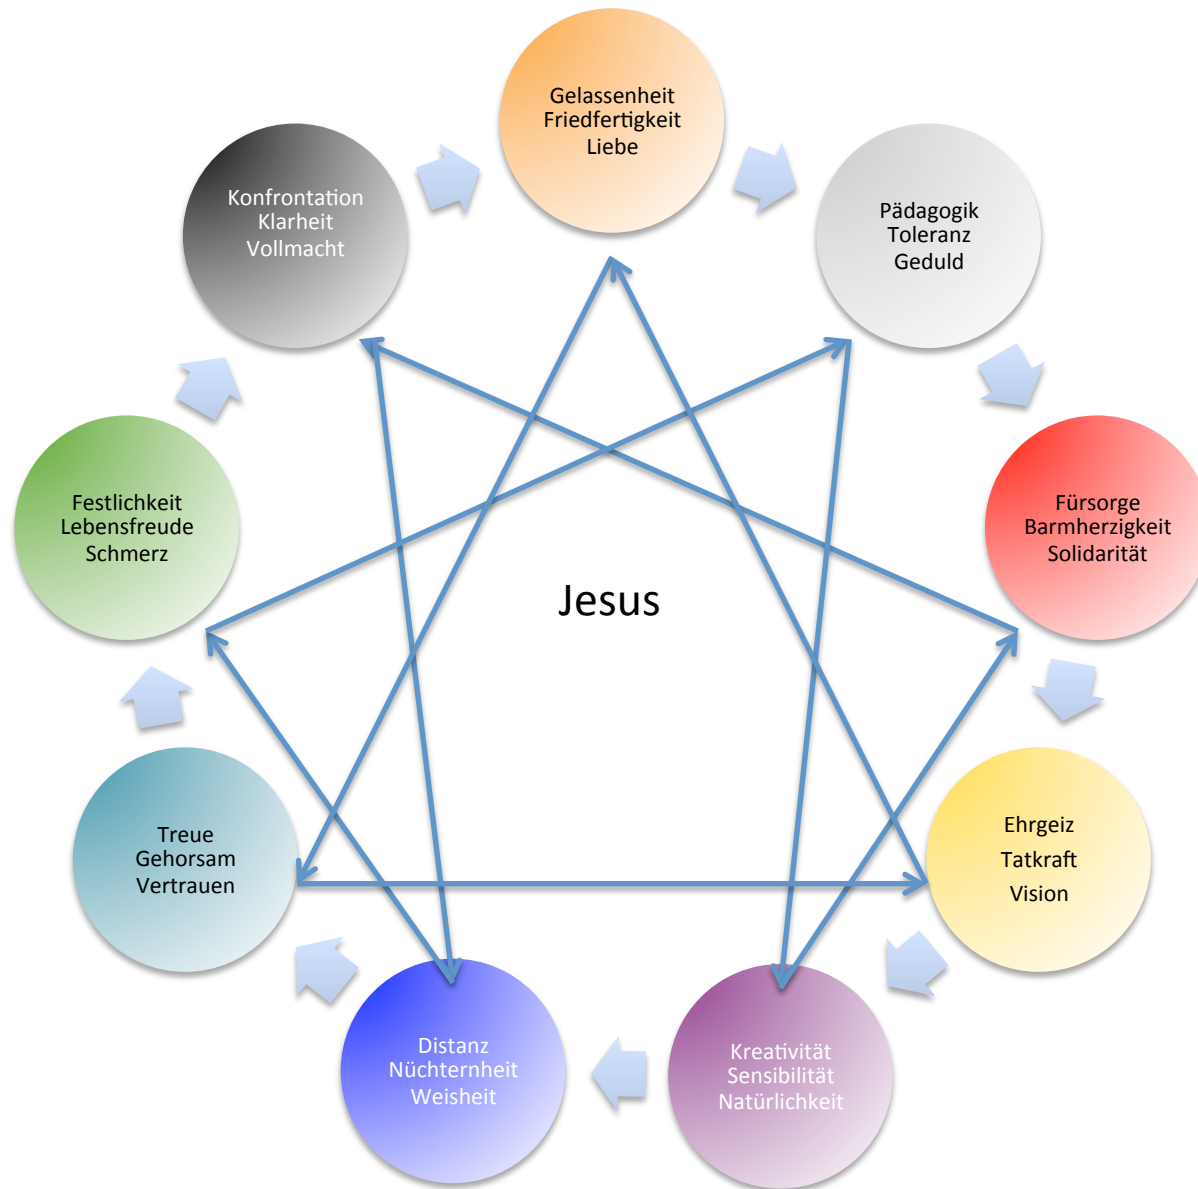 Gelassenheit
Friedfertigkeit
Liebe
Pädagogik
Toleranz
Geduld
Fürsorge
Barmherzigkeit
Solidarität
Ehrgeiz
Tatkraft
Vision
Kreativität
Sensibilität
Natürlichkeit
Distanz
Nüchternheit
Weisheit
Treue
Gehorsam
Vertrauen
Festlichkeit
Lebensfreude
Schmerz
Konfrontation
Klarheit
Vollmacht
Jesus